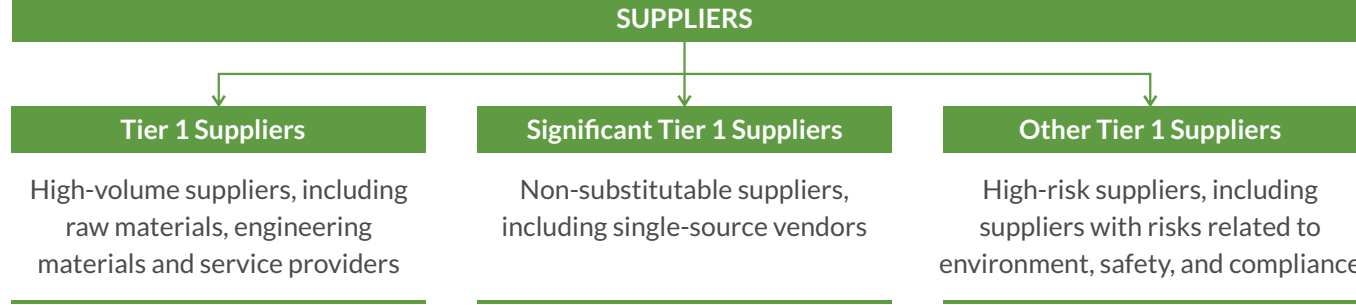 SUPPLIERS
Tier 1 Suppliers
High-volume suppliers, including
raw materials, engineering
materials and service providers
Significant Tier 1 Suppliers
Non-substitutable suppliers,
including single-source vendors
Other Tier 1 Suppliers
High-risk suppliers, including
suppliers with risks related to
environment, safety, and compliance